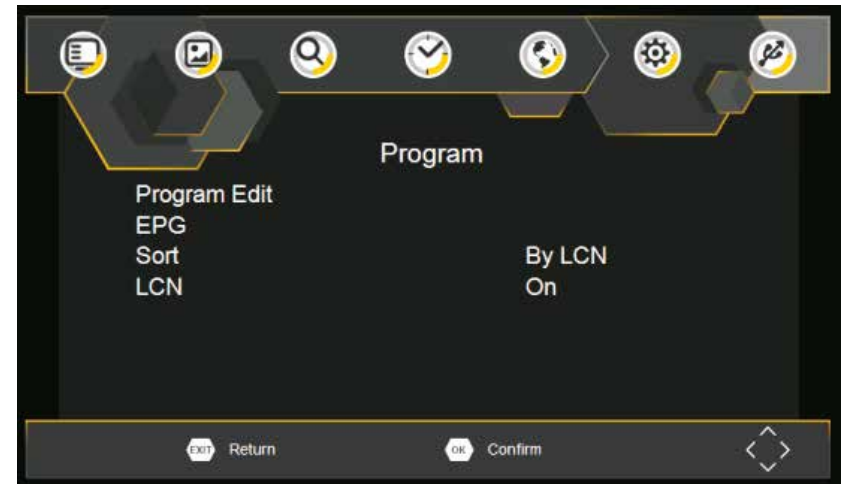 Program
Program Edit
EPG
Sort By LCN
LCN On
EXIT Return OK Confirm